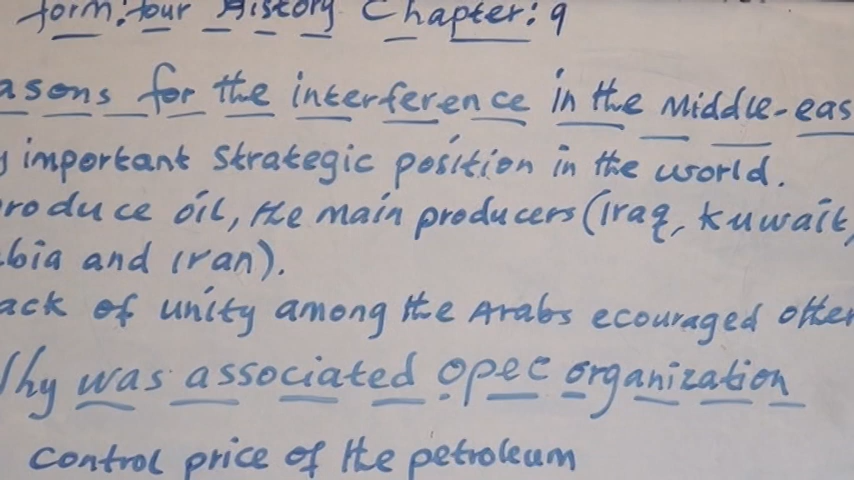 form: four History Chapter: 9
asons for the interference in the Middle-eas
important strategic position in the world.
roduce oil, the main producers (Iraq, Kuwait,
bia and Iran).
ack of unity among the Arabs ecouraged other
Why was associated opec organization
control price of the petroleum